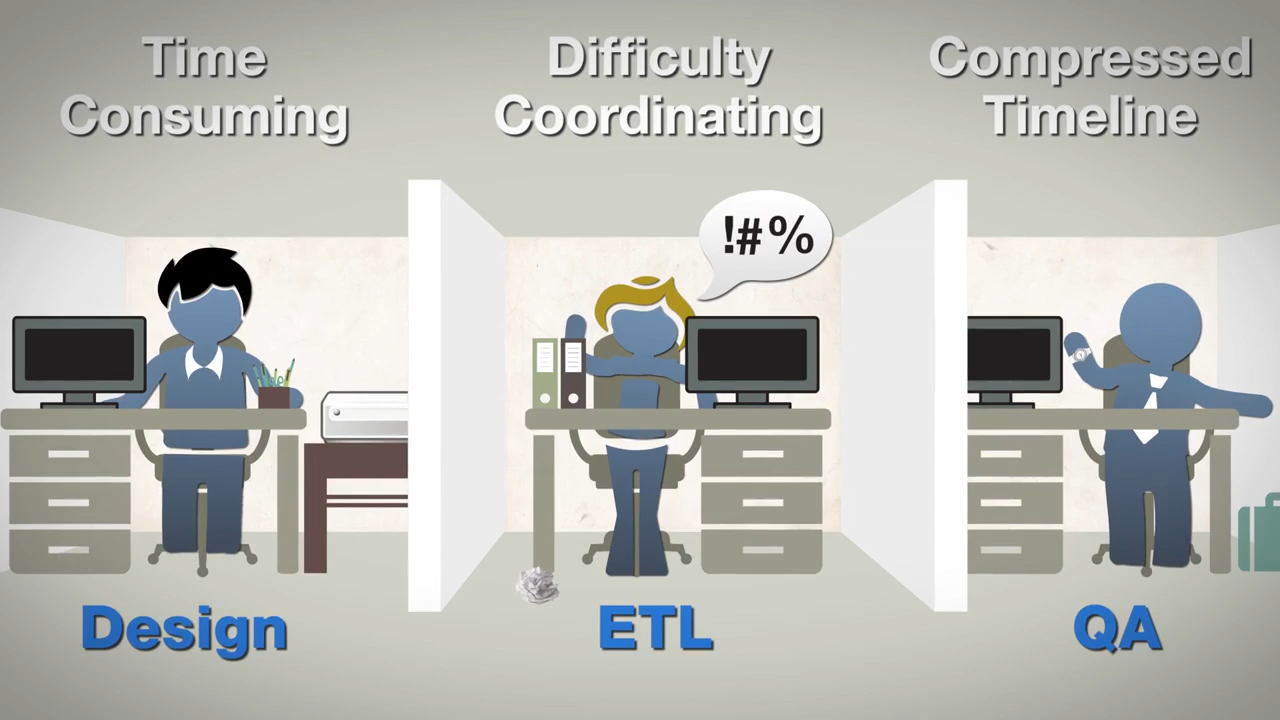 Time
Consuming
Difficulty
Coordinating
Compressed
Timeline
!#%
Design
ETL
QA